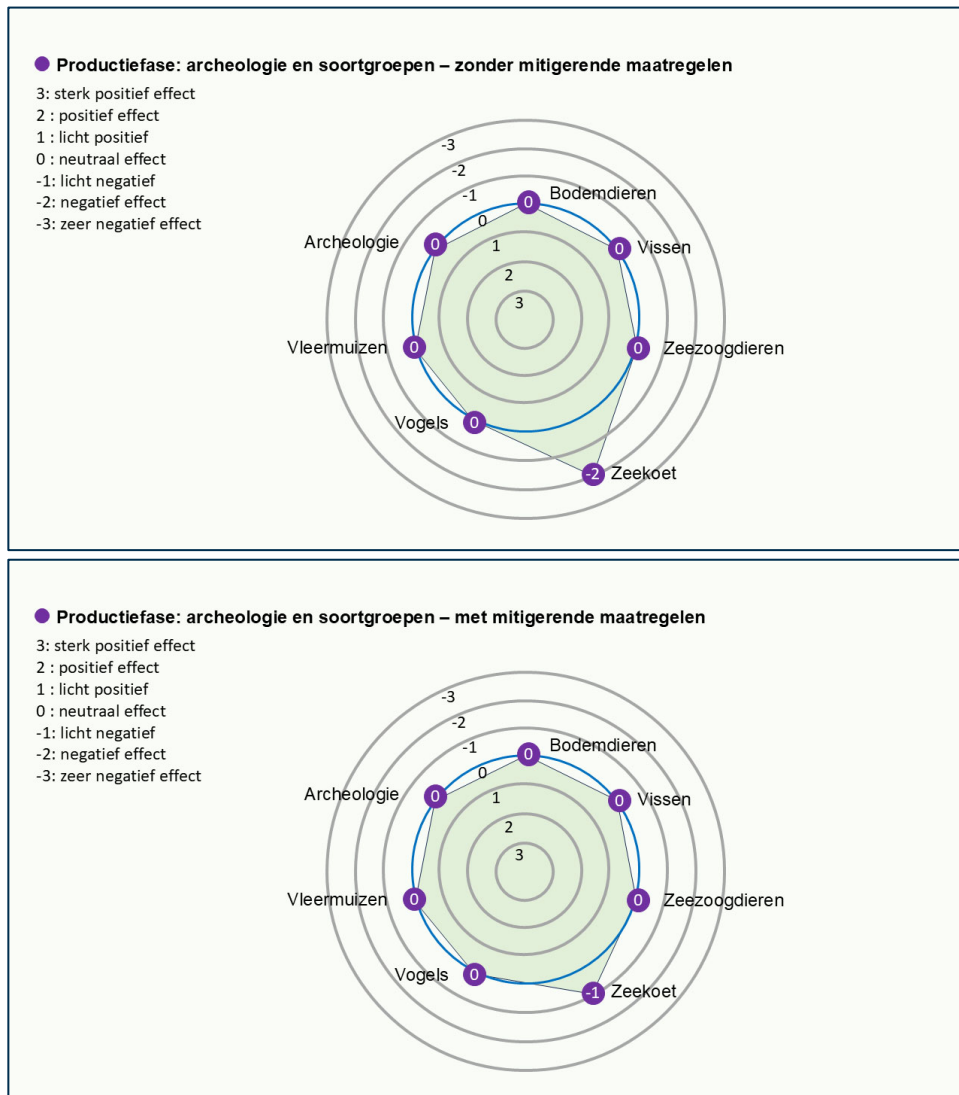 Productiefase: archeologie en soortgroepen – zonder mitigerende maatregelen
3: sterk positief effect
2 : positief effect
1 : licht positief
0 : neutraal effect
-1: licht negatief
-2: negatief effect
-3: zeer negatief effect
-3
-2
-1
0
1
2
3
0 Bodemdieren
0 Vissen
0 Zeezoogdieren
-2 Zeekoet
Vogels 0
Vleermuizen 0
Archeologie 0
Productiefase: archeologie en soortgroepen – met mitigerende maatregelen
3: sterk positief effect
2 : positief effect
1 : licht positief
0 : neutraal effect
-1: licht negatief
-2: negatief effect
-3: zeer negatief effect
-3
-2
-1
0
1
2
3
0 Bodemdieren
0 Vissen
0 Zeezoogdieren
-1 Zeekoet
Vogels 0
Vleermuizen 0
Archeologie 0